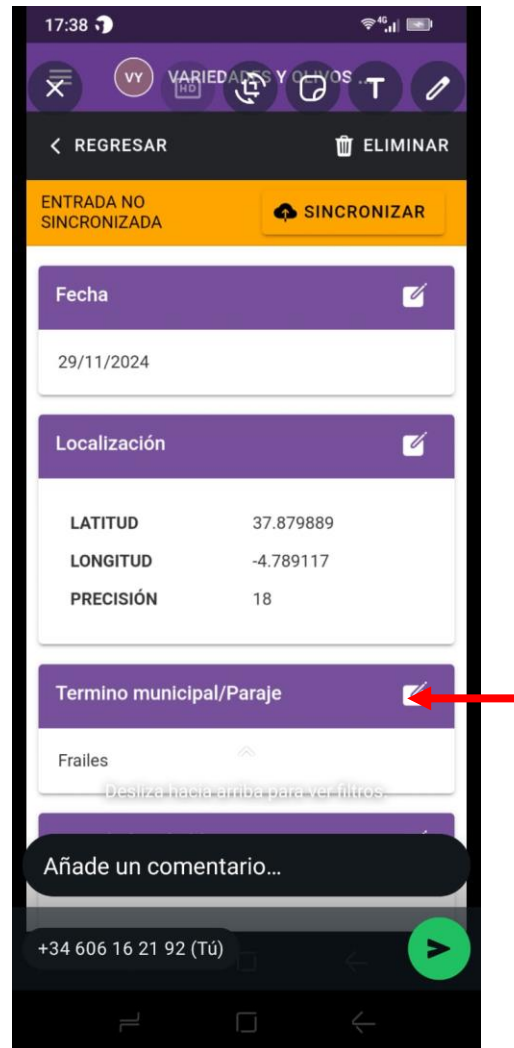 17:38
4G
VY VARIEDADES Y OLIVOS ...
HD
T
REGRESAR
ELIMINAR
ENTRADA NO
SINCRONIZADA
SINCRONIZAR
Fecha
29/11/2024
Localización
LATITUD 37.879889
LONGITUD -4.789117
PRECISIÓN 18
Termino municipal/Paraje
Frailes
Desliza hacia arriba para ver filtros.
Añade un comentario...
+34 606 16 21 92 (Tú)